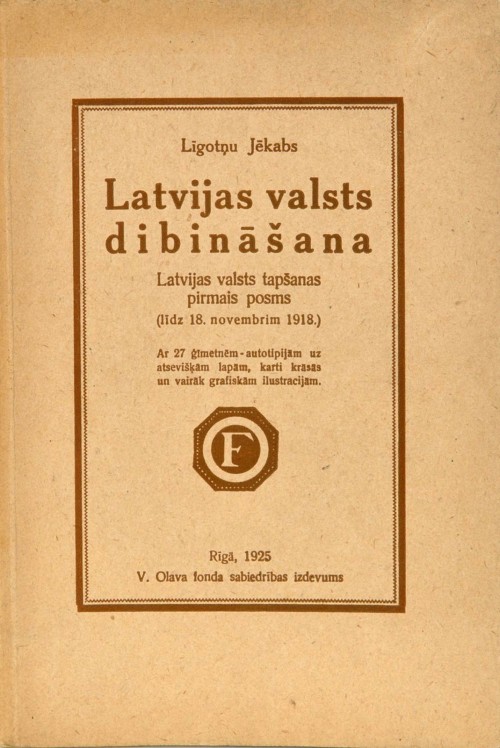 Līgotņu Jēkabs
Latvijas valsts
dibināšana
Latvijas valsts tapšanas
pirmais posms
(līdz 18. novembrim 1918.)
Ar 27 ģīmetnēm-autotipijām uz
atsevišķām lapām, karti krāsās
un vairāk grafiskām ilustracijām.
F
Rīgā, 1925
V. Olava fonda sabiedrības izdevums